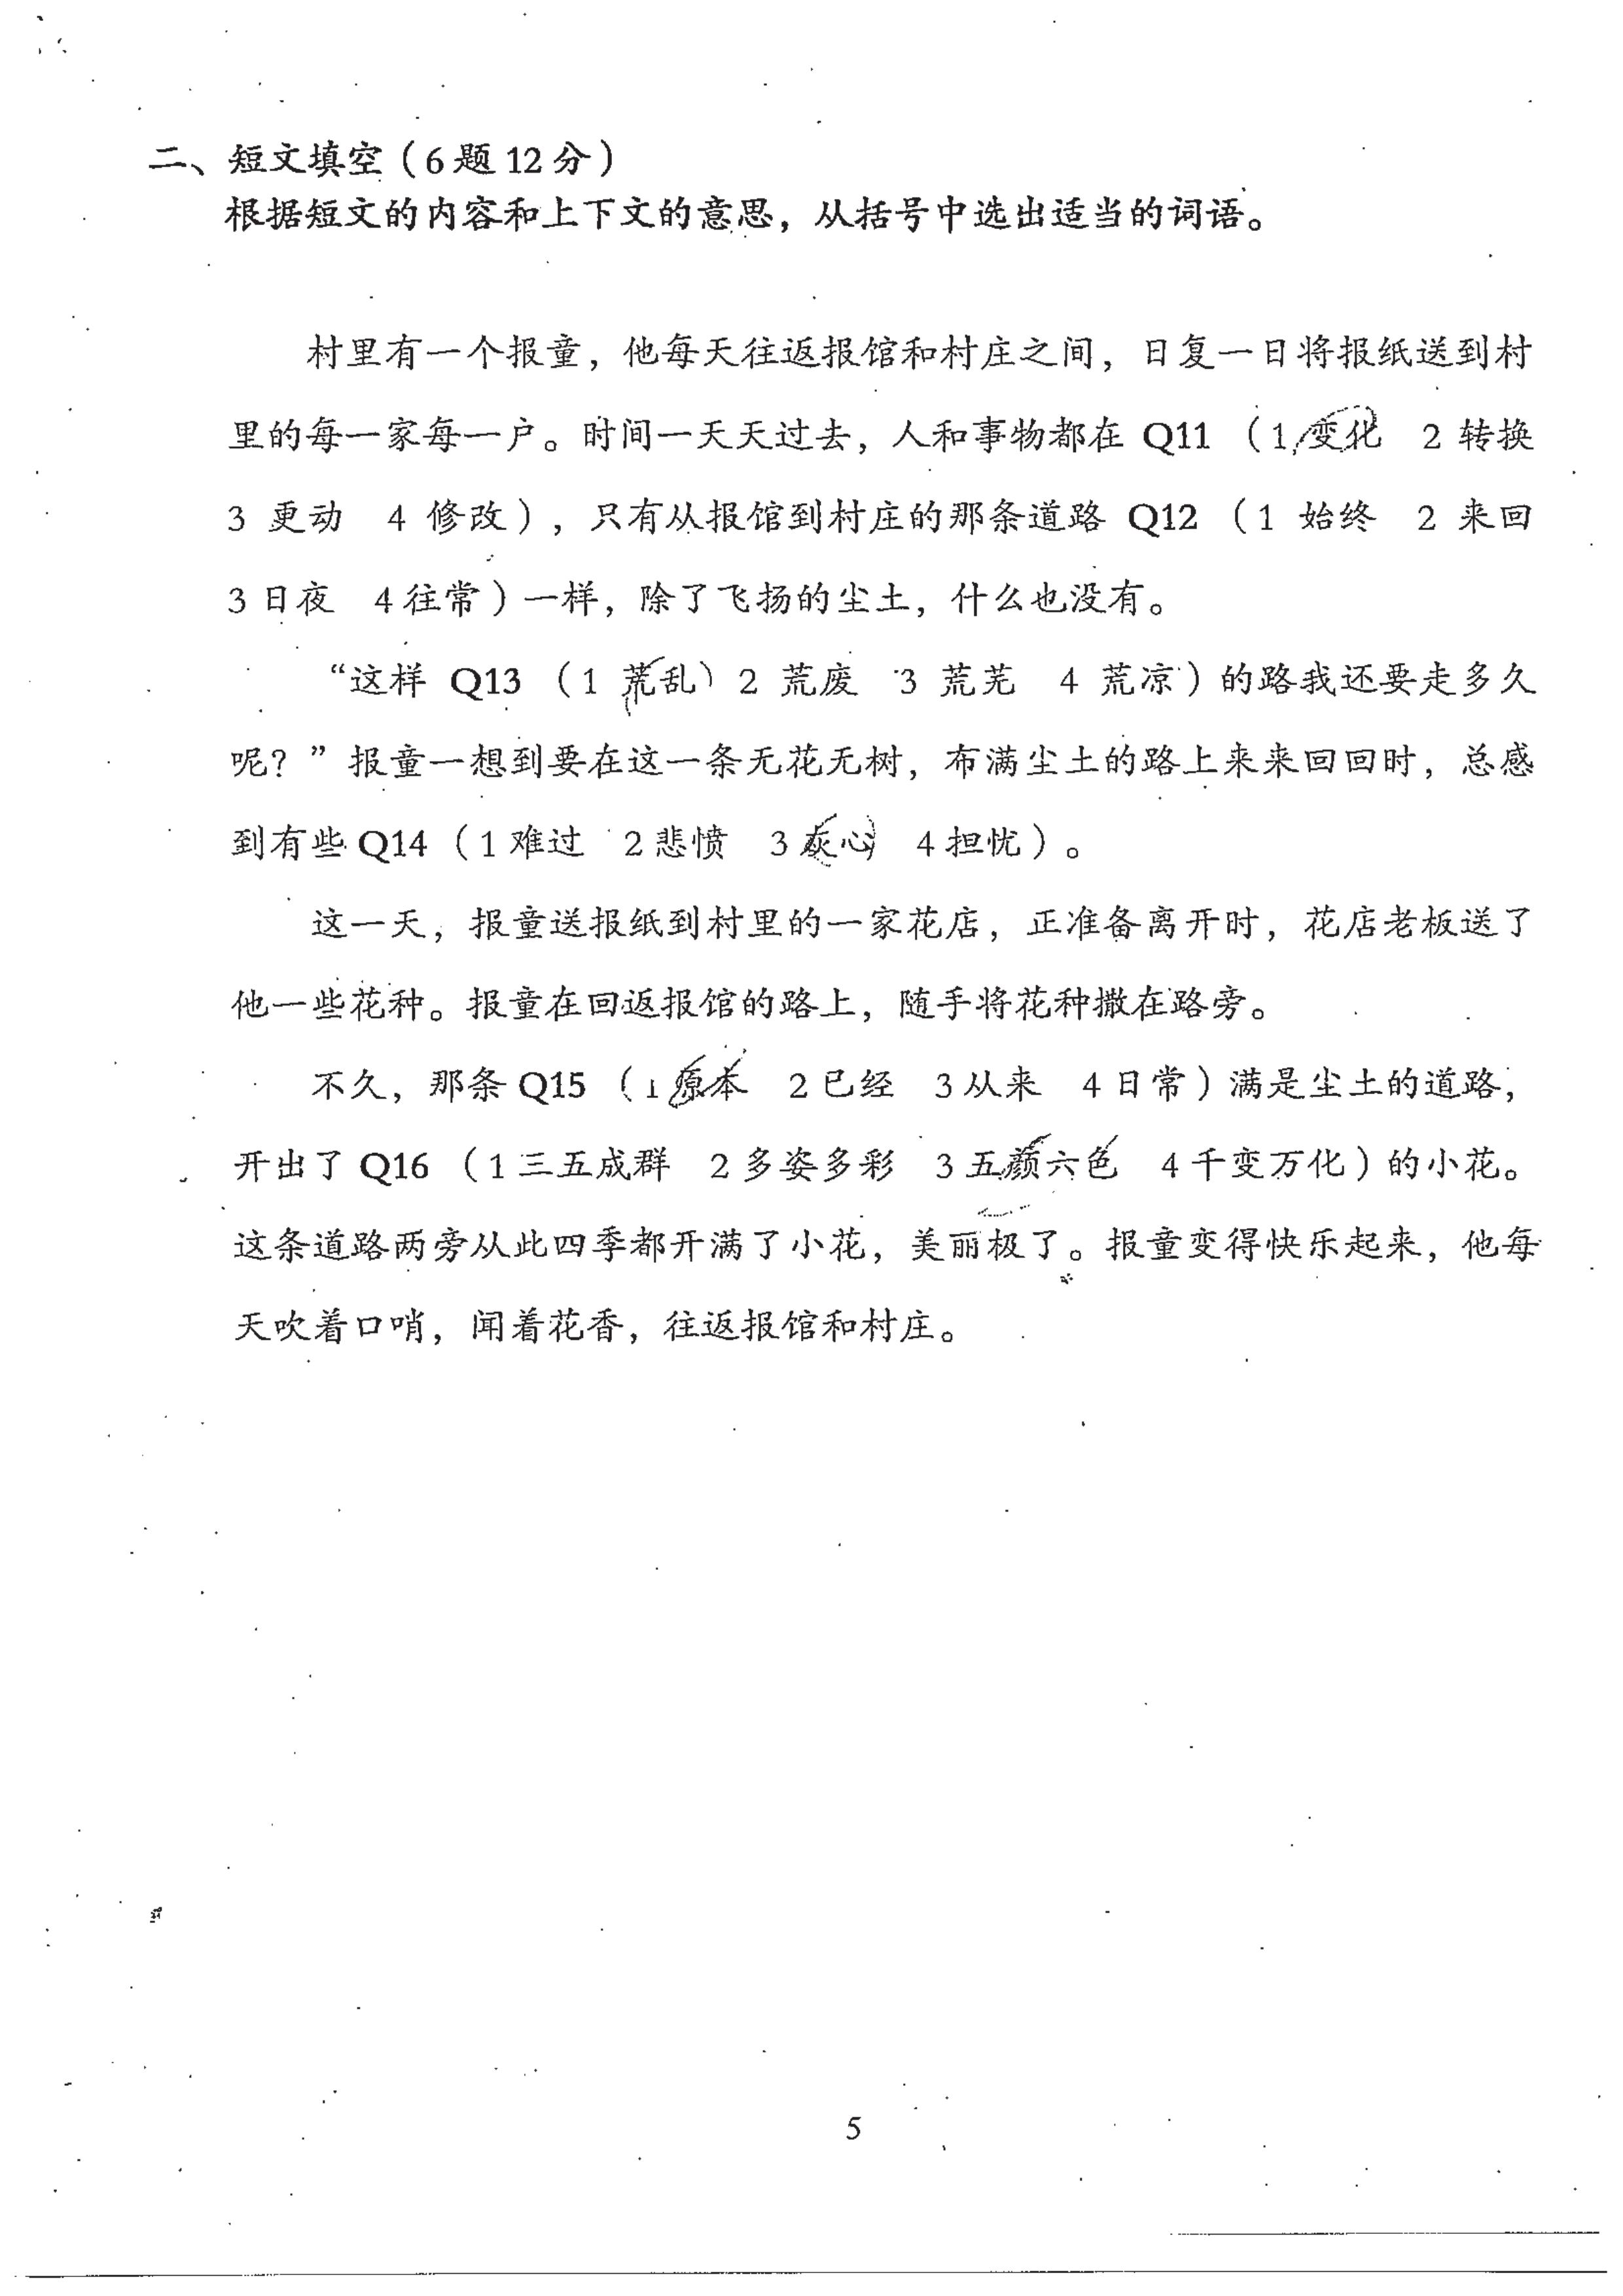 二、短文填空（6题12分）
根据短文的内容和上下文的意思，从括号中选出适当的词语。
村里有一个报童，他每天往返报馆和村庄之间，日复一日将报纸送到村
里的每一家每一户。时间一天天过去，人和事物都在 Q11 （1 变化 2 转换
3 更动 4 修改），只有从报馆到村庄的那条道路 Q12 （1 始终 2 来回
3 日夜 4 往常）一样，除了飞扬的尘土，什么也没有。
“这样 Q13 （1 荒乱 2 荒废 3 荒芜 4 荒凉）的路我还要走多久
呢？”报童一想到要在这一条无花无树，布满尘土的路上来来回回时，总感
到有些 Q14 （1 难过 2 悲愤 3 灰心 4 担忧）。
这一天，报童送报纸到村里的一家花店，正准备离开时，花店老板送了
他一些花种。报童在回返报馆的路上，随手将花种撒在路旁。
不久，那条 Q15 （1 原本 2 已经 3 从来 4 日常）满是尘土的道路，
开出了 Q16 （1 三五成群 2 多姿多彩 3 五颜六色 4 千变万化）的小花。
这条道路两旁从此四季都开满了小花，美丽极了。报童变得快乐起来，他每
天吹着口哨，闻着花香，往返报馆和村庄。
5